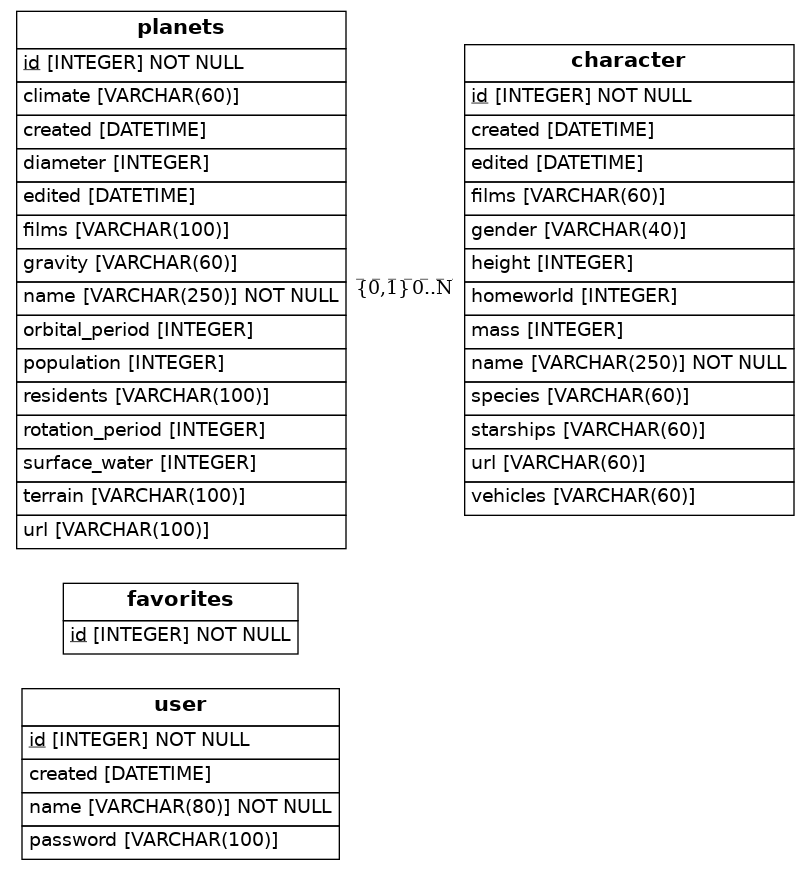 planets
id [INTEGER] NOT NULL
climate [VARCHAR(60)]
created [DATETIME]
diameter [INTEGER]
edited [DATETIME]
films [VARCHAR(100)]
gravity [VARCHAR(60)]
name [VARCHAR(250)] NOT NULL
orbital_period [INTEGER]
population [INTEGER]
residents [VARCHAR(100)]
rotation_period [INTEGER]
surface_water [INTEGER]
terrain [VARCHAR(100)]
url [VARCHAR(100)]
{0,1}0..N
character
id [INTEGER] NOT NULL
created [DATETIME]
edited [DATETIME]
films [VARCHAR(60)]
gender [VARCHAR(40)]
height [INTEGER]
homeworld [INTEGER]
mass [INTEGER]
name [VARCHAR(250)] NOT NULL
species [VARCHAR(60)]
starships [VARCHAR(60)]
url [VARCHAR(60)]
vehicles [VARCHAR(60)]
favorites
id [INTEGER] NOT NULL
user
id [INTEGER] NOT NULL
created [DATETIME]
name [VARCHAR(80)] NOT NULL
password [VARCHAR(100)]